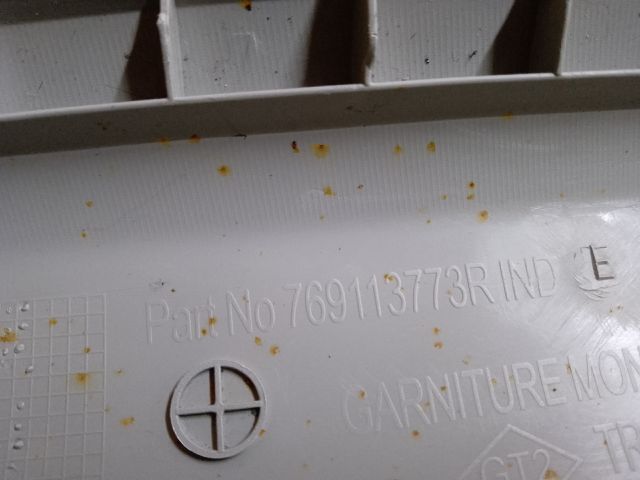 Part No 769113773R IND E
GARNITURE MON
TR
GT2